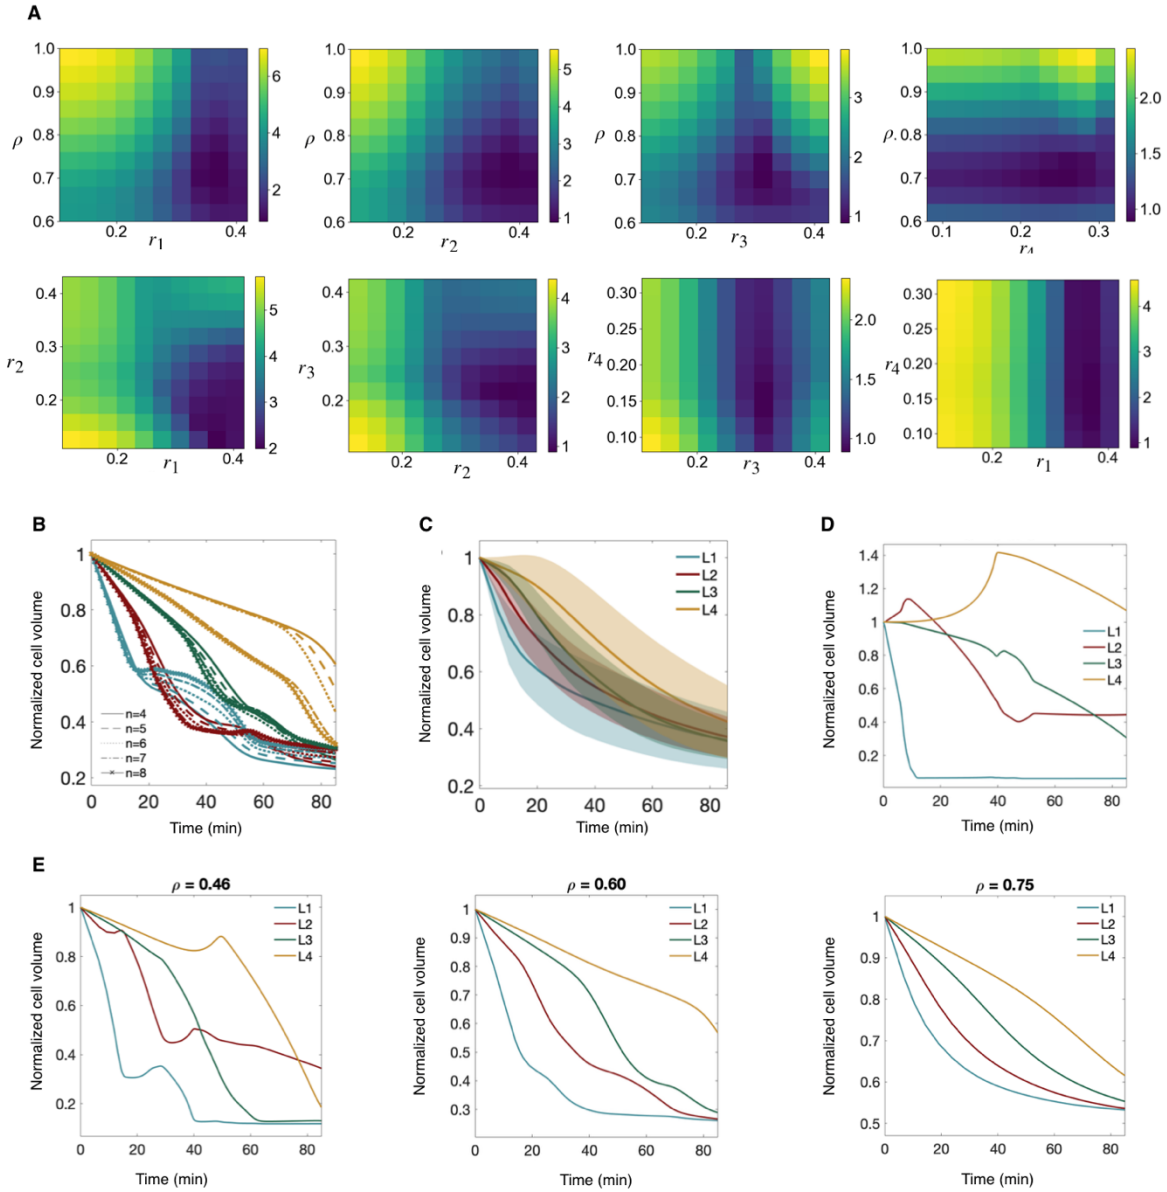 A
1.0
0.9
0.8
0.7
0.6
ρ
0.2
0.4
r1
6
4
2
1.0
0.9
0.8
0.7
0.6
ρ
0.2
0.4
r2
5
4
3
2
1
1.0
0.9
0.8
0.7
0.6
ρ
0.2
0.4
r3
3
2
1
1.0
0.9
0.8
0.7
0.6
ρ
0.1
0.2
0.3
2.0
1.5
1.0
0.4
0.3
0.2
r2
0.2
0.4
r1
5
4
3
2
0.4
0.3
0.2
r3
0.2
0.4
r2
4
3
2
1
0.30
0.25
0.20
0.15
0.10
r4
0.2
0.4
r3
2.0
1.5
1.0
0.30
0.25
0.20
0.15
0.10
r4
0.2
0.4
r1
4
3
2
1
B
Normalized cell volume
1
0.8
0.6
0.4
0.2
n=4
n=5
n=6
n=7
n=8
0 20 40 60 80
Time (min)
C
Normalized cell volume
1
0.8
0.6
0.4
0.2
L1
L2
L3
L4
0 20 40 60 80
Time (min)
D
Normalized cell volume
1.4
1.2
1
0.8
0.6
0.4
0.2
L1
L2
L3
L4
0 20 40 60 80
Time (min)
E
ρ = 0.46
Normalized cell volume
1
0.8
0.6
0.4
0.2
L1
L2
L3
L4
0 20 40 60 80
Time (min)
ρ = 0.60
Normalized cell volume
1
0.9
0.8
0.7
0.6
0.5
0.4
0.3
L1
L2
L3
L4
0 20 40 60 80
Time (min)
ρ = 0.75
Normalized cell volume
1
0.9
0.8
0.7
0.6
0.5
L1
L2
L3
L4
0 20 40 60 80
Time (min)